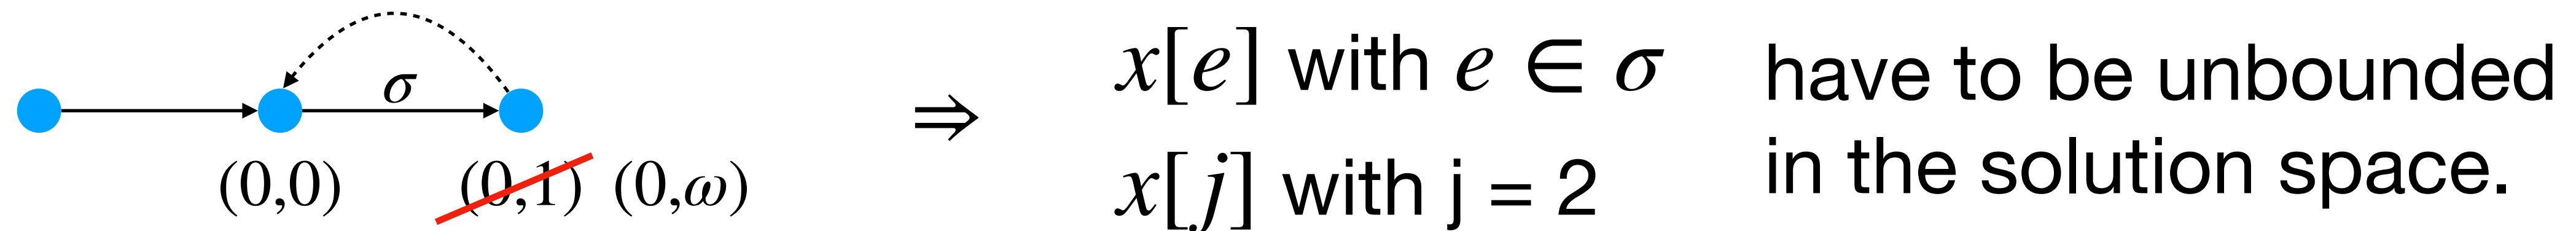 σ
(0,0) (0,1) (0,ω)
⇒
x[e] with e ∈ σ
x[j] with j = 2
have to be unbounded
in the solution space.